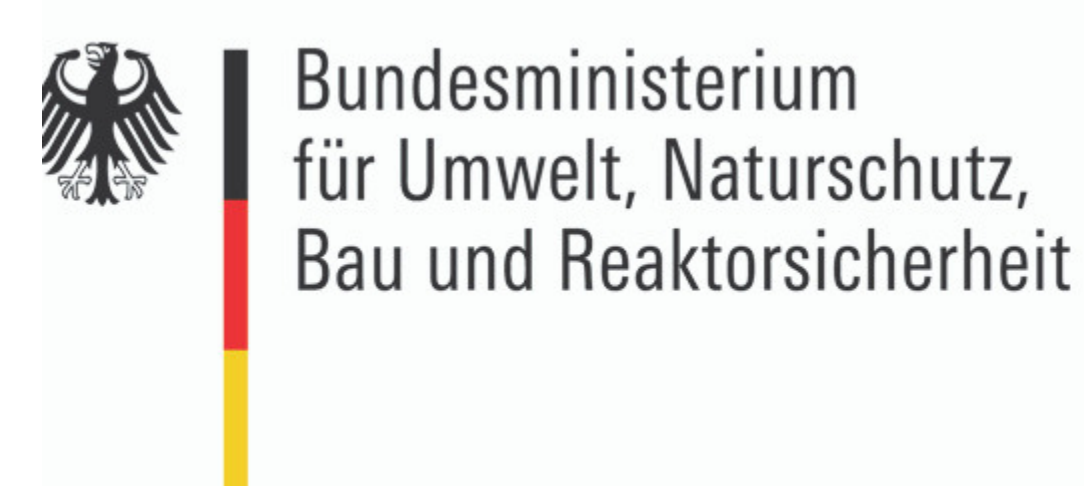 Bundesministerium
für Umwelt, Naturschutz,
Bau und Reaktorsicherheit